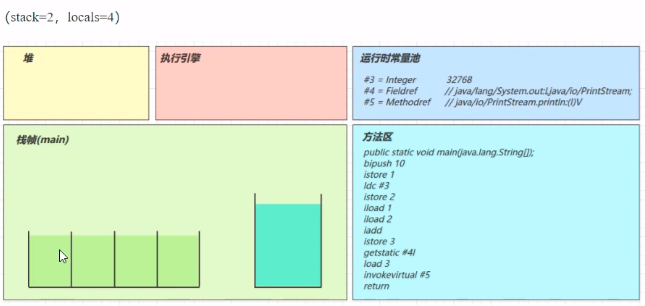 (stack=2, locals=4)
堆
执行引擎
运行时常量池
#3 = Integer 32768
#4 = Fieldref // java/lang/System.out:Ljava/io/PrintStream;
#5 = Methodref // java/io/PrintStream.println:(I)V
栈帧(main)
方法区
public static void main(java.lang.String[]);
bipush 10
istore 1
ldc #3
istore 2
iload 1
iload 2
iadd
istore 3
getstatic #4I
load 3
invokevirtual #5
return